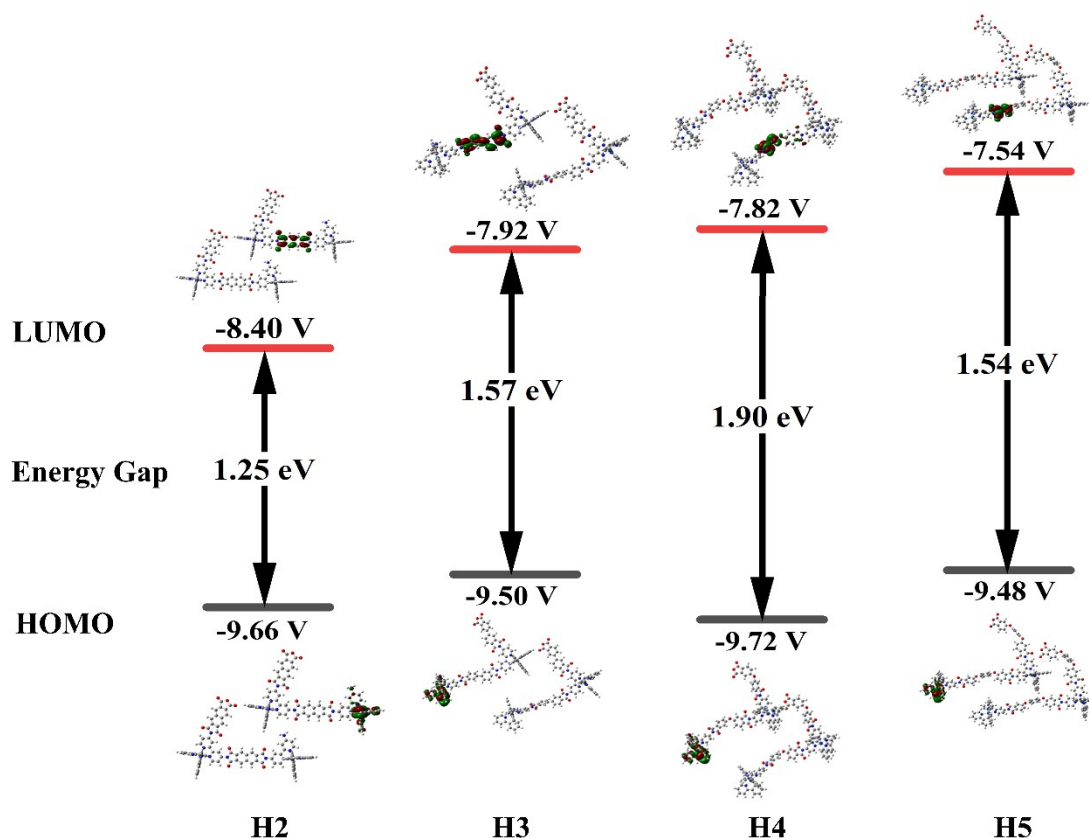 -7.54 V
-7.92 V
-7.82 V
LUMO
-8.40 V
1.57 eV
1.54 eV
1.90 eV
Energy Gap
1.25 eV
-9.50 V
-9.48 V
HOMO
-9.66 V
-9.72 V
H2 H3 H4 H5